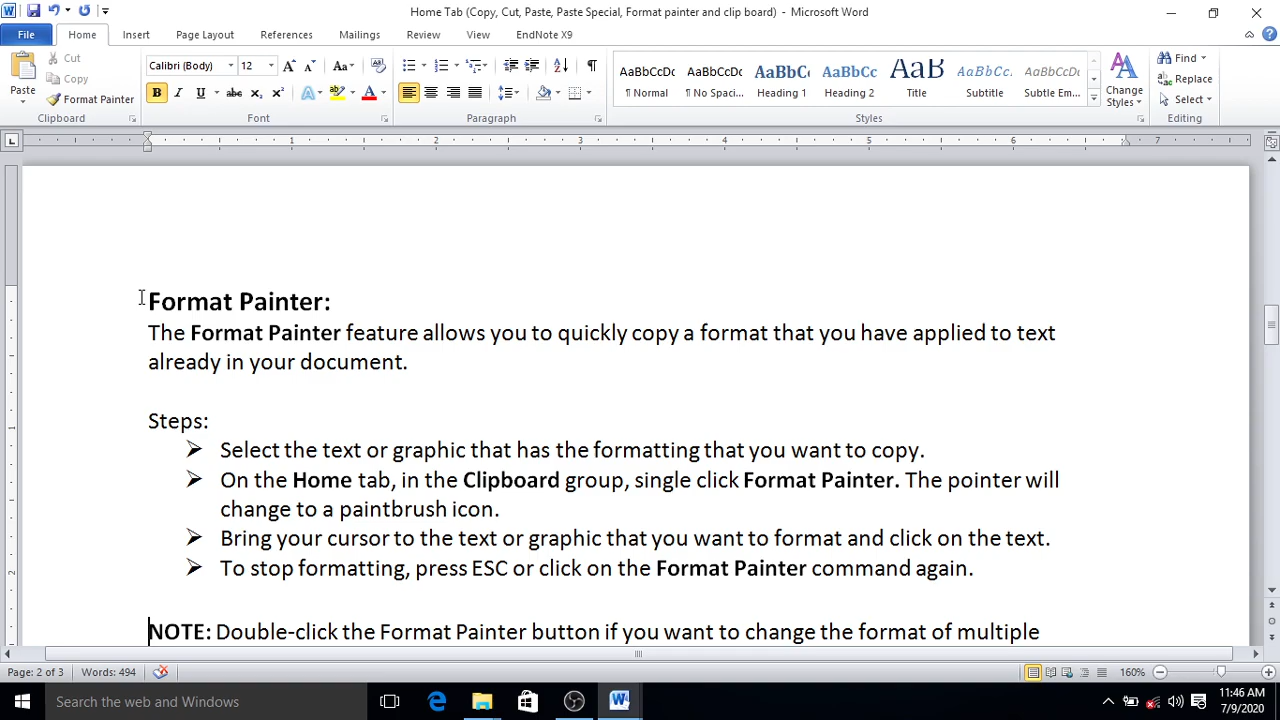 Home Tab (Copy, Cut, Paste, Paste Special, Format painter and clip board) - Microsoft Word
File Home Insert Page Layout References Mailings Review View EndNote X9
Paste
Cut
Copy
Format Painter
Clipboard
Calibri (Body) 12
Font
Paragraph
AaBbCcDc AaBbCcDc AaBbCc AaBbCc AaB AaBbCcI AaBbCcDc
¶ Normal ¶ No Spaci... Heading 1 Heading 2 Title Subtitle Subtle Em...
Change Styles
Styles
Find
Replace
Select
Editing
1 2 3 4 5 6 7
Format Painter:
The Format Painter feature allows you to quickly copy a format that you have applied to text
already in your document.
Steps:
Select the text or graphic that has the formatting that you want to copy.
On the Home tab, in the Clipboard group, single click Format Painter. The pointer will
change to a paintbrush icon.
Bring your cursor to the text or graphic that you want to format and click on the text.
To stop formatting, press ESC or click on the Format Painter command again.
NOTE: Double-click the Format Painter button if you want to change the format of multiple
Page: 2 of 3 Words: 494 160%
Search the web and Windows
11:46 AM
7/9/2020